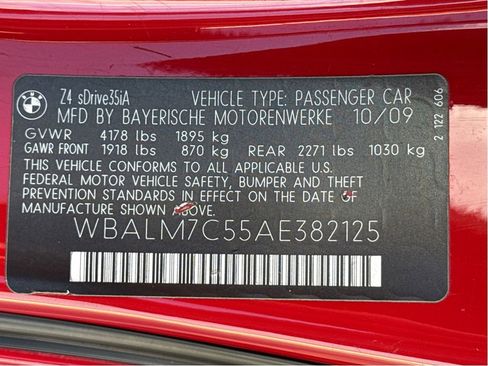 BMW
Z4 sDrive35iA VEHICLE TYPE: PASSENGER CAR
MFD BY BAYERISCHE MOTORENWERKE 10/09
GVWR 4178 lbs 1895 kg
GAWR FRONT 1918 lbs 870 kg REAR 2271 lbs 1030 kg
THIS VEHICLE CONFORMS TO ALL APPLICABLE U.S.
FEDERAL MOTOR VEHICLE SAFETY, BUMPER AND THEFT
PREVENTION STANDARDS IN EFFECT ON THE DATE OF
MANUFACTURE SHOWN ABOVE.
WBALM7C55AE382125
2 122 606